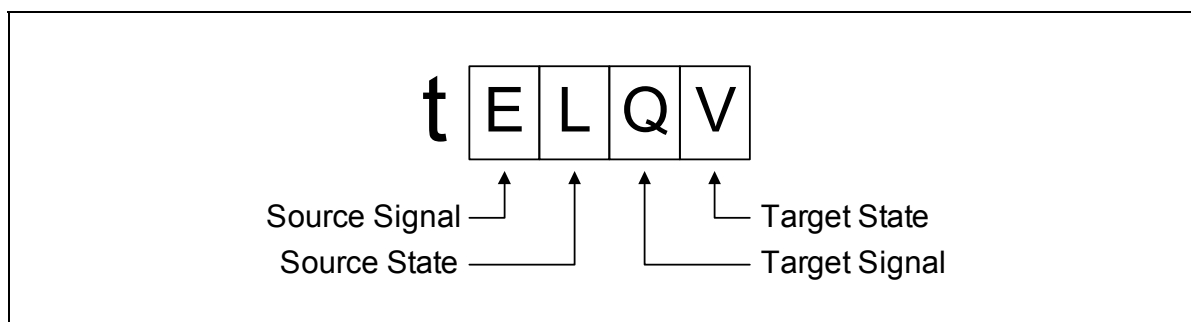 t E L Q V
Source Signal Target State
Source State Target Signal